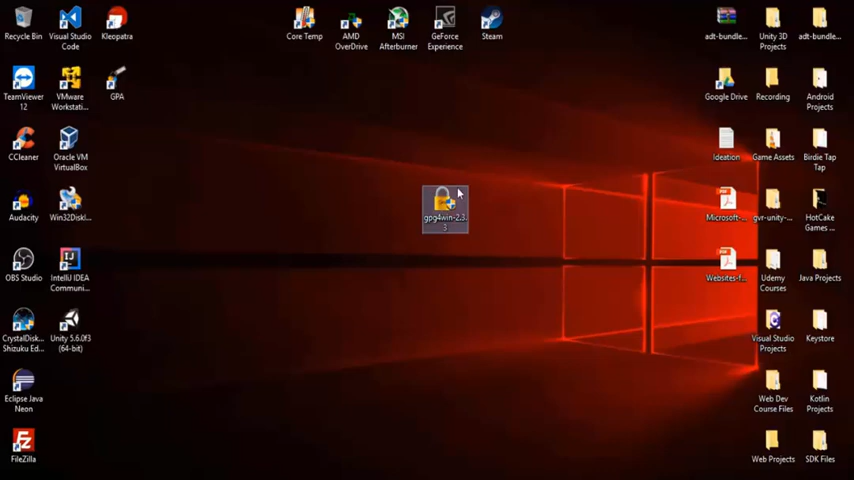 Recycle Bin
Visual Studio
Code
Kleopatra
Core Temp
AMD
OverDrive
MSI
Afterburner
GeForce
Experience
Steam
adt-bundle...
Unity 3D
Projects
adt-bundle...
TeamViewer
12
VMware
Workstati...
GPA
Google Drive
Recording
Android
Projects
CCleaner
Oracle VM
VirtualBox
Ideation
Game Assets
Birdie Tap
Tap
Audacity
Win32Diskl...
gpg4win-2.3.
3
Microsoft-...
gvr-unity-...
HotCake
Games ...
OBS Studio
IntelliJ IDEA
Communi...
Websites-f...
Udemy
Courses
Java Projects
CrystalDisk...
Shizuku Ed...
Unity 5.6.0f3
(64-bit)
Visual Studio
Projects
Keystore
Eclipse Java
Neon
Web Dev
Course Files
Kotlin
Projects
FileZilla
Web Projects
SDK Files